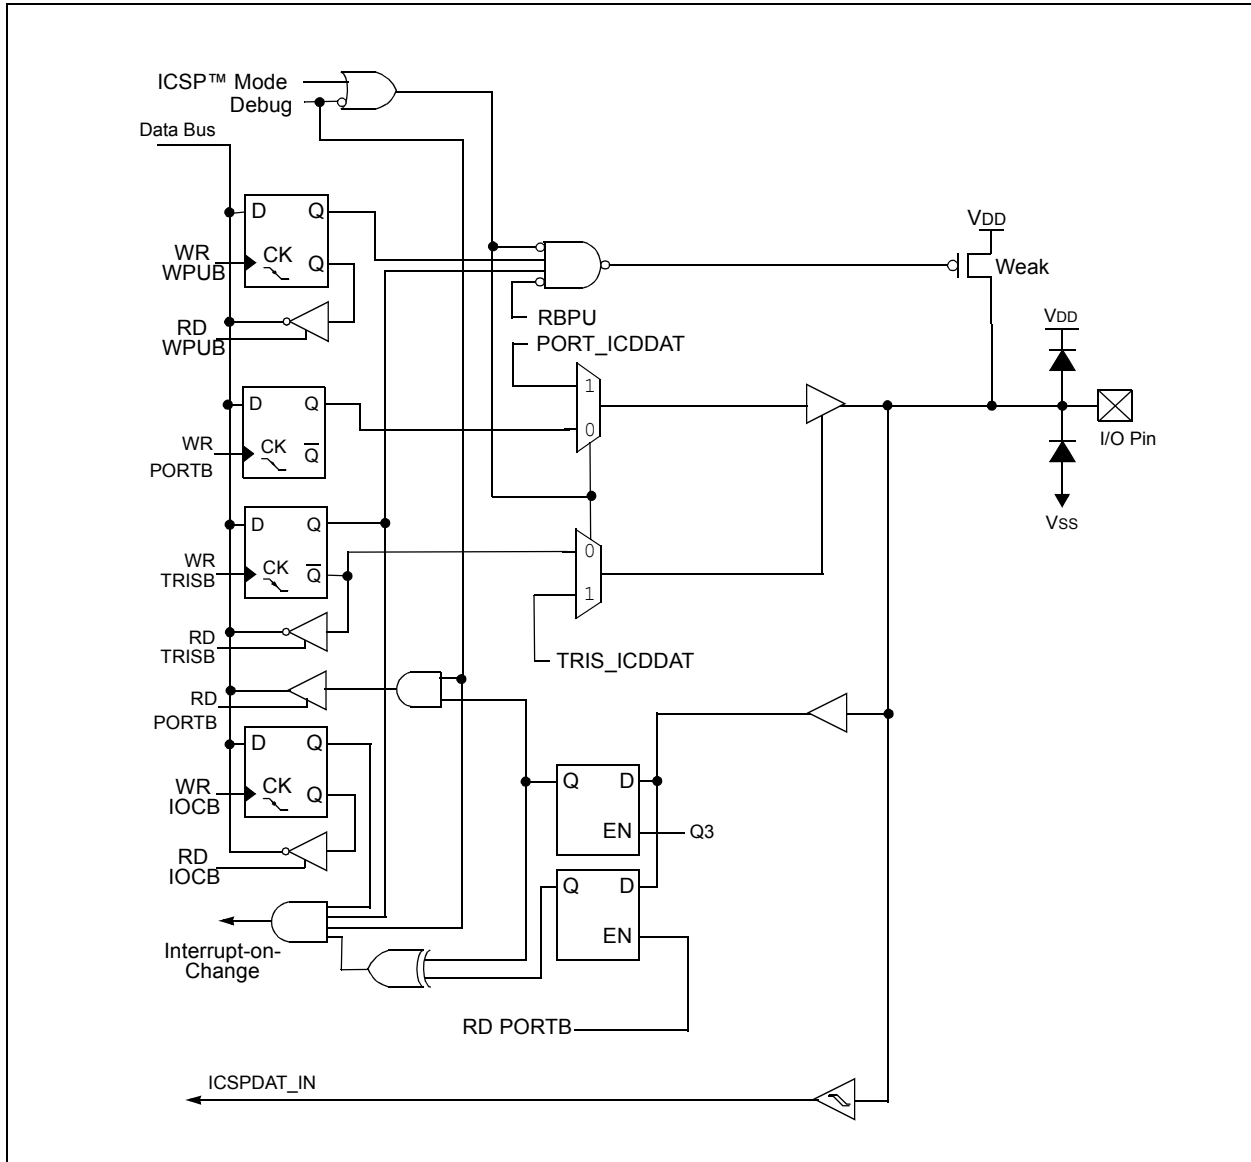 ICSP™ Mode
Debug
Data Bus
D Q
CK
WR
WPUB
Q
RD
WPUB
VDD
Weak
RBPU
PORT_ICDDAT
1
0
VDD
I/O Pin
VSS
D Q
CK
Q̅
WR
PORTB
D Q
CK
Q̅
WR
TRISB
0
1
RD
TRISB
TRIS_ICDDAT
RD
PORTB
D Q
CK
Q
WR
IOCB
RD
IOCB
Q D
EN
Q3
Q D
EN
Interrupt-on-
Change
RD PORTB
ICSPDAT_IN